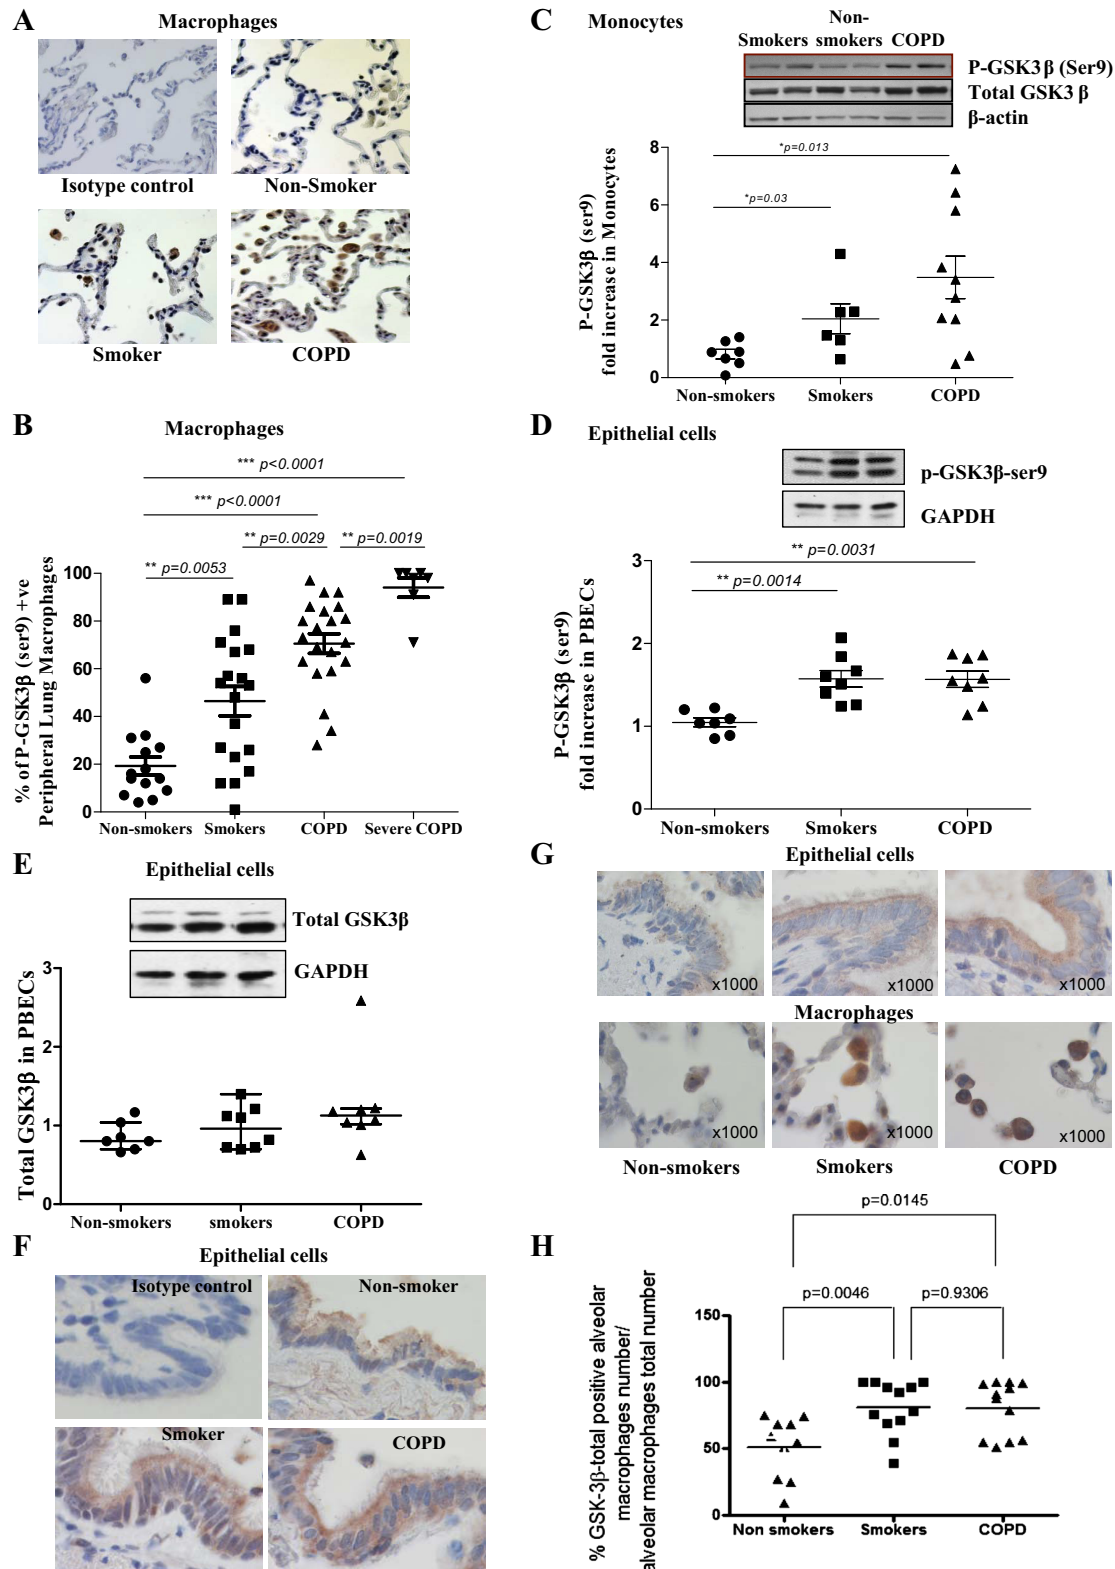 A
Macrophages
Isotype control
Non-Smoker
Smoker
COPD
B
Macrophages
*** p<0.0001
*** p<0.0001
** p=0.0029
** p=0.0019
** p=0.0053
% of P-GSK3β (ser9) +ve
Peripheral Lung Macrophages
100
80
60
40
20
0
Non-smokers
Smokers
COPD
Severe COPD
C
Monocytes
Smokers
Non-
smokers
COPD
P-GSK3β (Ser9)
Total GSK3 β
β-actin
*p=0.013
*p=0.03
P-GSK3β (ser9)
fold increase in Monocytes
8
6
4
2
0
Non-smokers
Smokers
COPD
D
Epithelial cells
p-GSK3β-ser9
GAPDH
** p=0.0031
** p=0.0014
P-GSK3β (ser9)
fold increase in PBECs
3
2
1
0
Non-smokers
Smokers
COPD
E
Epithelial cells
Total GSK3β
GAPDH
Total GSK3β in PBECs
3
2
1
0
Non-smokers
smokers
COPD
F
Epithelial cells
Isotype control
Non-smoker
Smoker
COPD
G
Epithelial cells
x1000
x1000
x1000
Macrophages
x1000
x1000
x1000
Non-smokers
Smokers
COPD
H
p=0.0145
p=0.0046
p=0.9306
% GSK-3β-total positive alveolar
macrophages number/
alveolar macrophages total number
150
100
50
0
Non smokers
Smokers
COPD